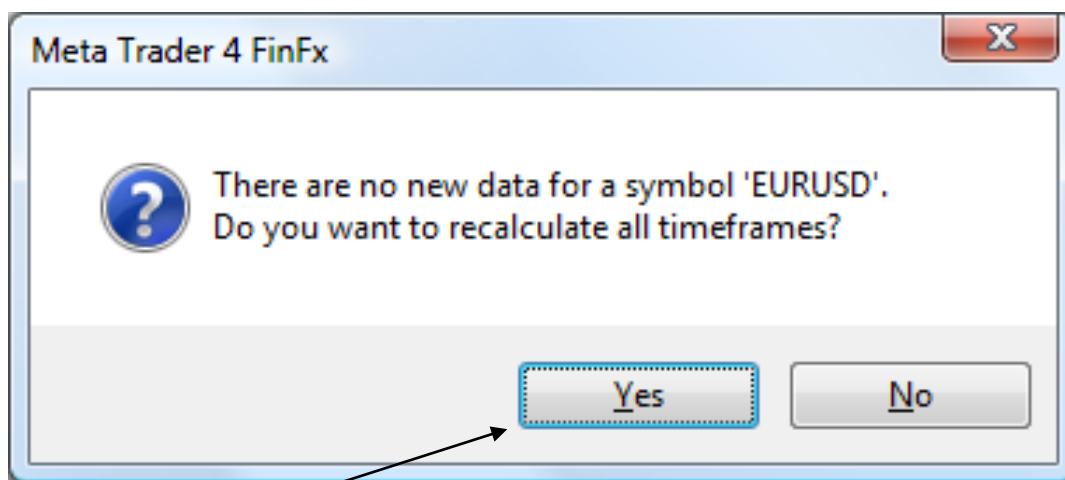 Meta Trader 4 FinFx
There are no new data for a symbol 'EURUSD'.
Do you want to recalculate all timeframes?
Yes
No